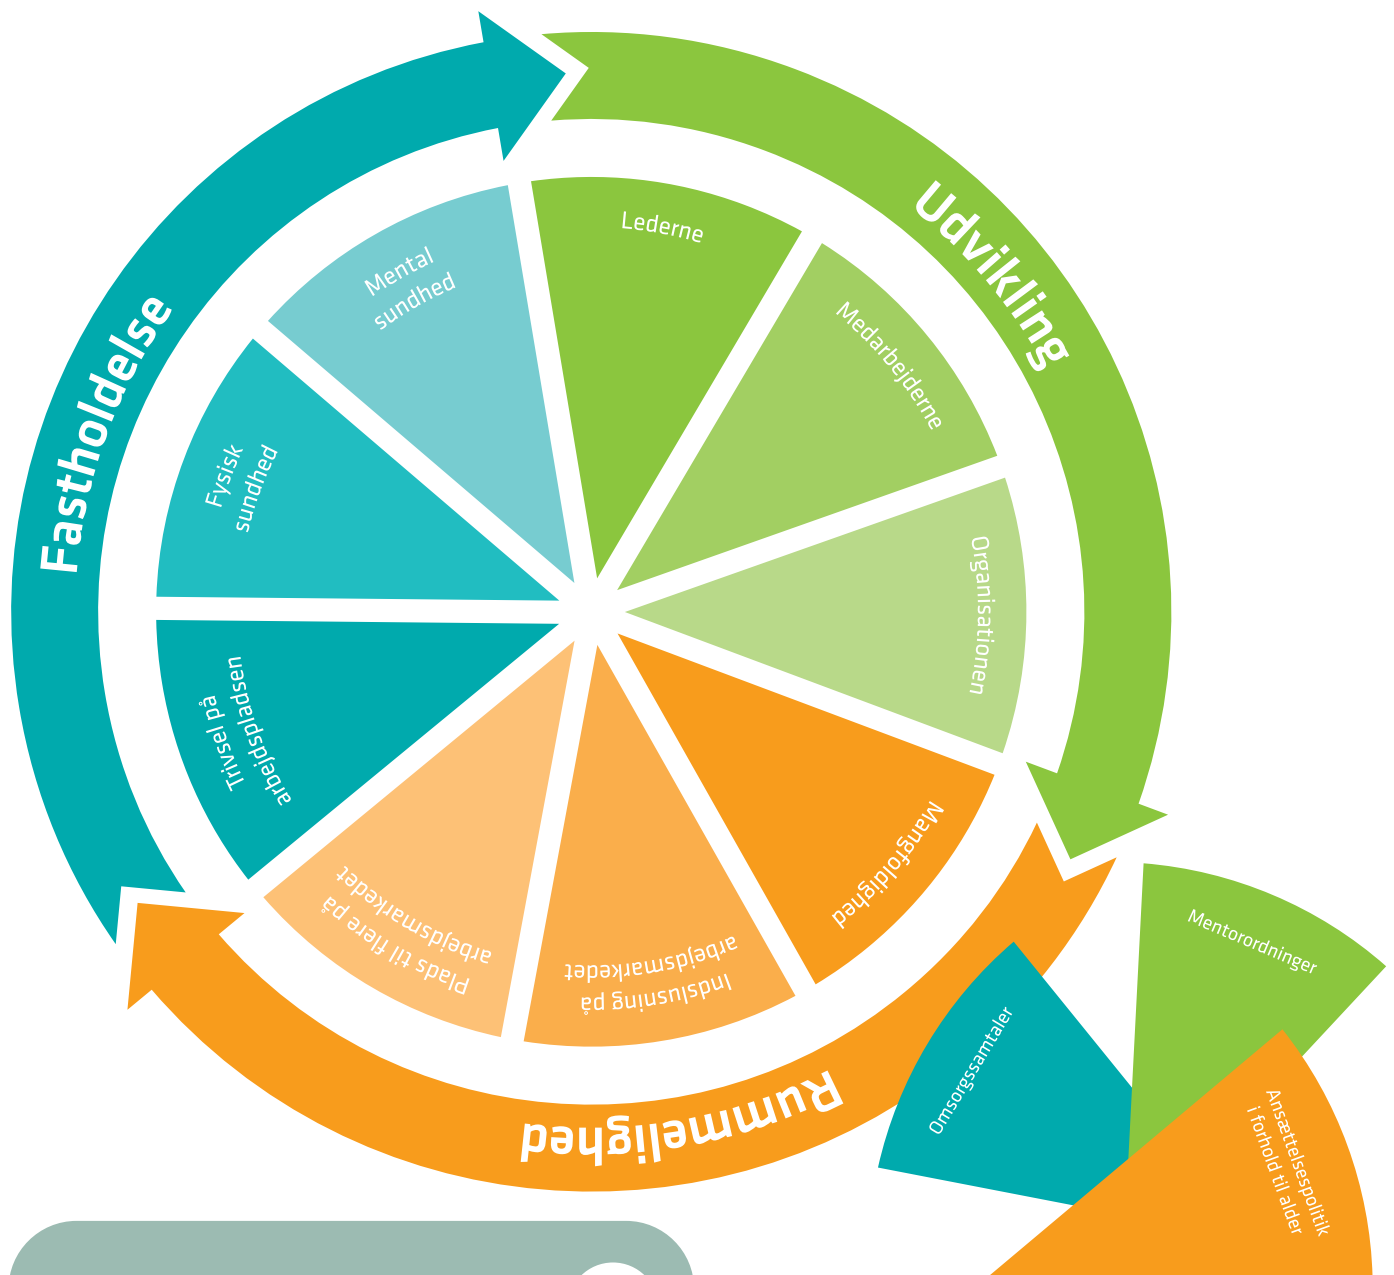 Fastholdelse
Udvikling
Rummelighed
Lederne
Medarbejderne
Organisationen
Mangfoldighed
Indslusning på
arbejdsmarkedet
Plads til flere på
arbejdsmarkedet
Trivsel på
arbejdspladsen
Fysisk
sundhed
Mental
sundhed
Omsorgssamtaler
Mentorordninger
Ansættelsespolitik
i forhold til alder